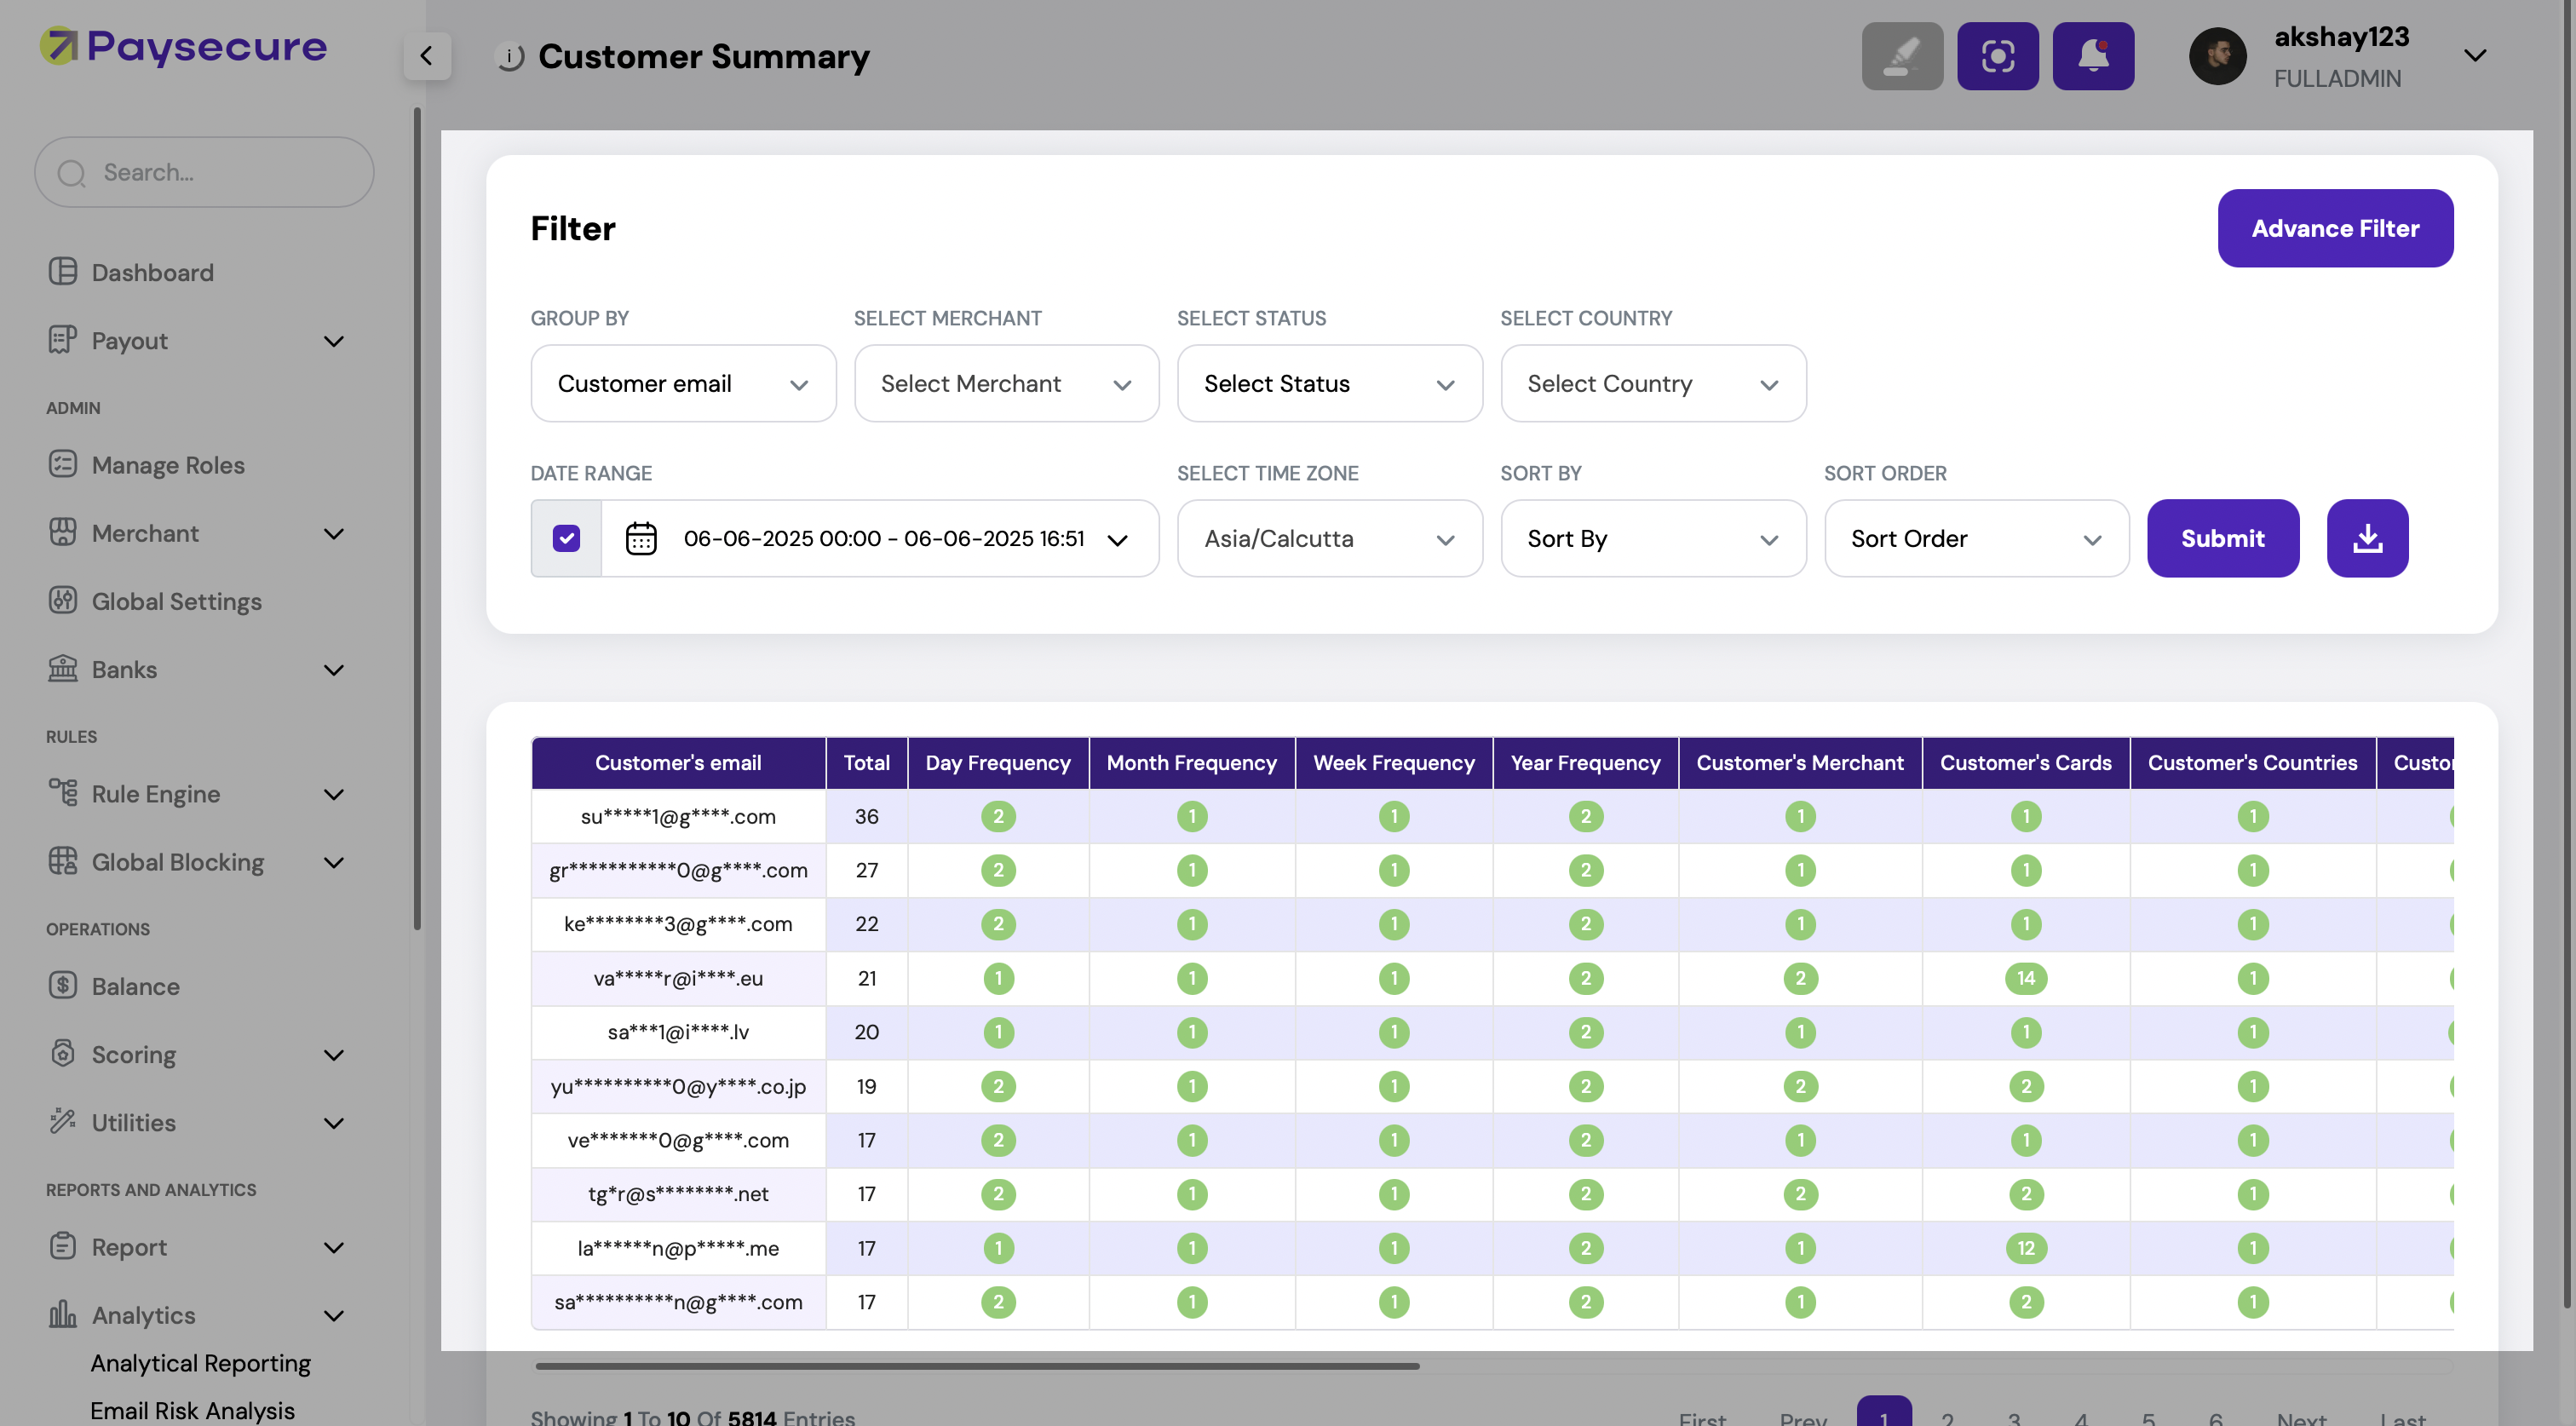 Paysecure
Customer Summary
akshay123
FULLADMIN
Search...
Dashboard
Payout
ADMIN
Manage Roles
Merchant
Global Settings
Banks
RULES
Rule Engine
Global Blocking
OPERATIONS
Balance
Scoring
Utilities
REPORTS AND ANALYTICS
Report
Analytics
Analytical Reporting
Email Risk Analysis
Filter
Advance Filter
GROUP BY SELECT MERCHANT SELECT STATUS SELECT COUNTRY
Customer email Select Merchant Select Status Select Country
DATE RANGE SELECT TIME ZONE SORT BY SORT ORDER
06-06-2025 00:00 - 06-06-2025 16:51 Asia/Calcutta Sort By Sort Order Submit
Customer's email Total Day Frequency Month Frequency Week Frequency Year Frequency Customer's Merchant Customer's Cards Customer's Countries
su*****1@g****.com 36 2 1 1 2 1 1 1
gr***********0@g****.com 27 2 1 1 2 1 1 1
ke********3@g****.com 22 2 1 1 2 1 1 1
va*****r@i****.eu 21 1 1 1 2 2 14 1
sa***1@i****.lv 20 1 1 1 2 1 1 1
yu**********0@y****.co.jp 19 2 1 1 2 2 2 1
ve*******0@g****.com 17 2 1 1 2 1 1 1
tg*r@s********.net 17 2 1 1 2 2 2 1
la******n@p*****.me 17 1 1 1 2 1 12 1
sa**********n@g****.com 17 2 1 1 2 1 2 1
Showing 1 To 10 Of 5814 Entries
First Prev 1 2 3 4 5 6 Next Last